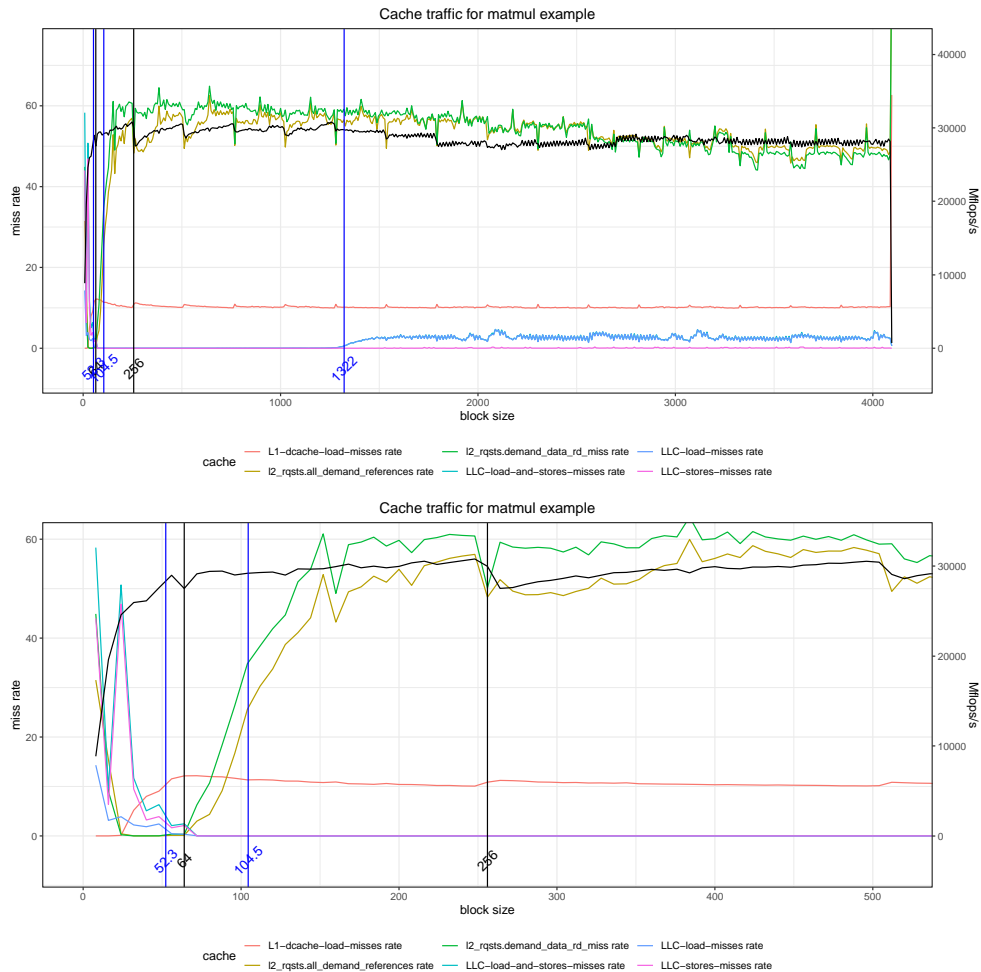 Cache traffic for matmul example
miss rate
60
40
20
0
40000
30000
20000
10000
0
Mflops/s
104.5
256
1322
0
1000
2000
3000
4000
block size
cache
L1-dcache-load-misses rate
l2_rqsts.demand_data_rd_miss rate
LLC-load-misses rate
l2_rqsts.all_demand_references rate
LLC-load-and-stores-misses rate
LLC-stores-misses rate
Cache traffic for matmul example
miss rate
60
40
20
0
30000
20000
10000
0
Mflops/s
52.3
64
104.5
256
0
100
200
300
400
500
block size
cache
L1-dcache-load-misses rate
l2_rqsts.demand_data_rd_miss rate
LLC-load-misses rate
l2_rqsts.all_demand_references rate
LLC-load-and-stores-misses rate
LLC-stores-misses rate